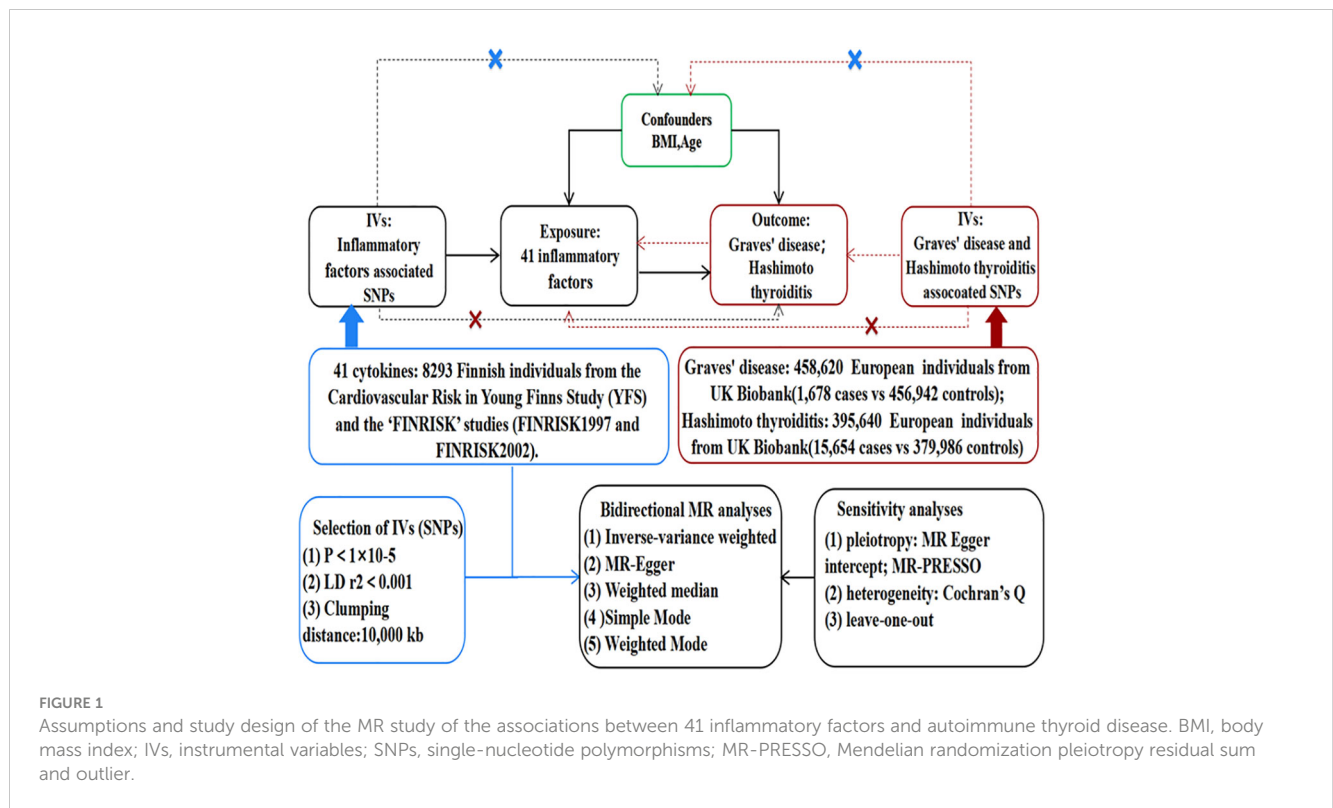 Confounders
BMI,Age
IVs:
Inflammatory
factors associated
SNPs
Exposure:
41 inflammatory
factors
Outcome:
Graves' disease;
Hashimoto
thyroiditis
IVs:
Graves' disease and
Hashimoto thyroiditis
assocoated SNPs
41 cytokines: 8293 Finnish individuals from the
Cardiovascular Risk in Young Finns Study (YFS)
and the ‘FINRISK’ studies (FINRISK1997 and
FINRISK2002).
Graves' disease: 458,620 European individuals from
UK Biobank(1,678 cases vs 456,942 controls);
Hashimoto thyroiditis: 395,640 European individuals
from UK Biobank(15,654 cases vs 379,986 controls)
Selection of IVs (SNPs)
(1) P < 1×10-5
(2) LD r2 < 0.001
(3) Clumping
distance:10,000 kb
Bidirectional MR analyses
(1) Inverse-variance weighted
(2) MR-Egger
(3) Weighted median
(4 )Simple Mode
(5) Weighted Mode
Sensitivity analyses
(1) pleiotropy: MR Egger
intercept; MR-PRESSO
(2) heterogeneity: Cochran’s Q
(3) leave-one-out
FIGURE 1
Assumptions and study design of the MR study of the associations between 41 inflammatory factors and autoimmune thyroid disease. BMI, body
mass index; IVs, instrumental variables; SNPs, single-nucleotide polymorphisms; MR-PRESSO, Mendelian randomization pleiotropy residual sum
and outlier.